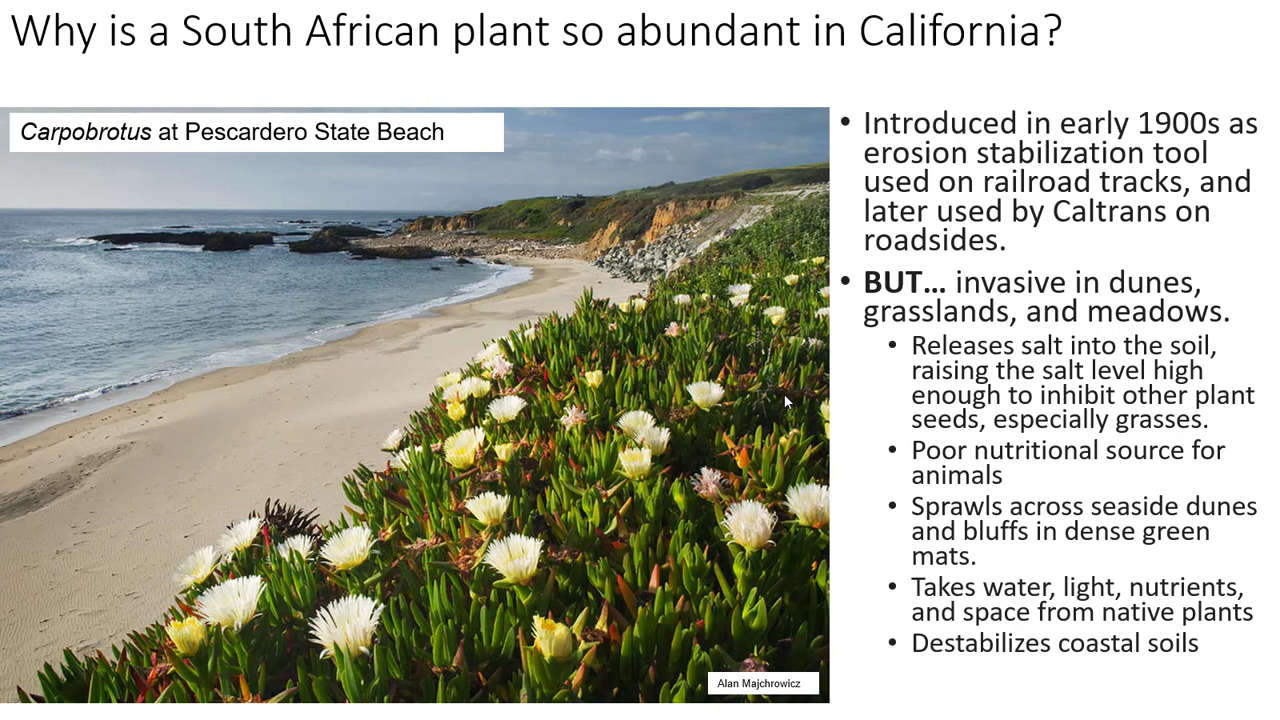 Why is a South African plant so abundant in California?
Carpobrotus at Pescardero State Beach
• Introduced in early 1900s as
erosion stabilization tool
used on railroad tracks, and
later used by Caltrans on
roadsides.
• BUT... invasive in dunes,
grasslands, and meadows.
• Releases salt into the soil,
raising the salt level high
enough to inhibit other plant
seeds, especially grasses.
• Poor nutritional source for
animals
• Sprawls across seaside dunes
and bluffs in dense green
mats.
• Takes water, light, nutrients,
and space from native plants
• Destabilizes coastal soils
Alan Majchrowicz